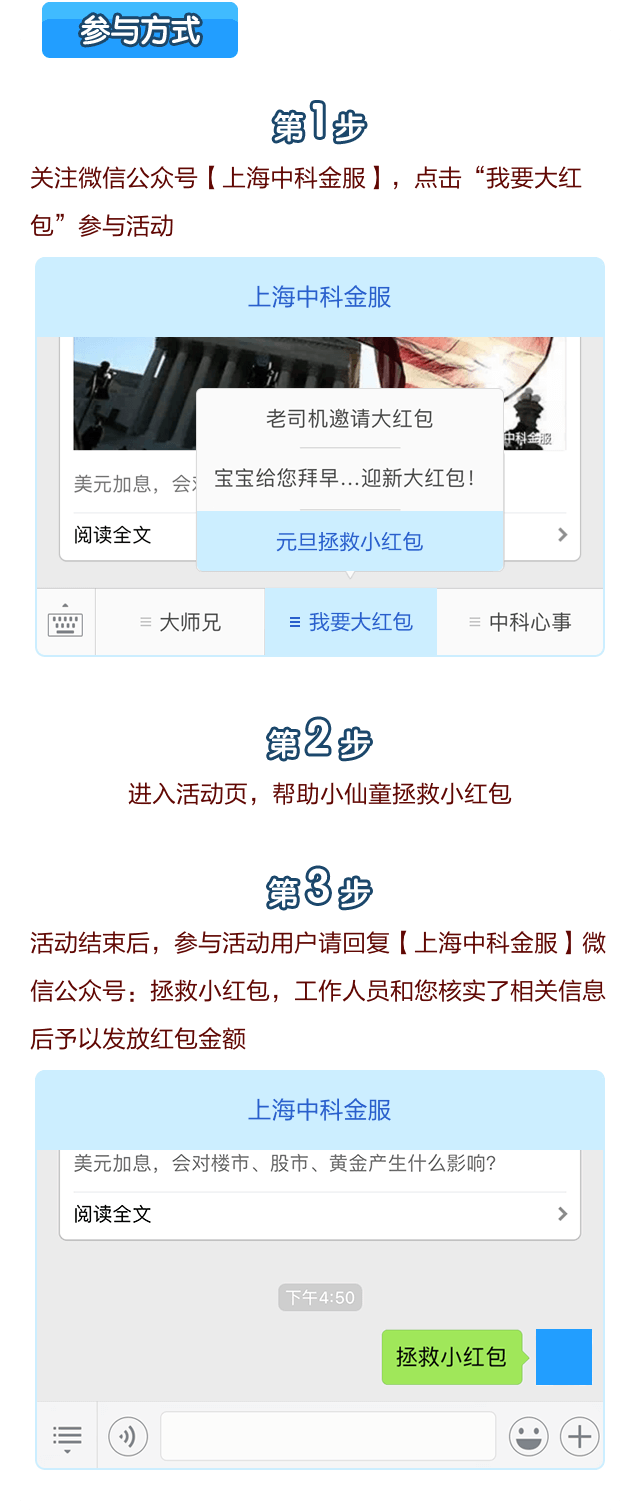 参与方式
第1步
关注微信公众号【上海中科金服】，点击“我要大红
包”参与活动
上海中科金服
中科金服
老司机邀请大红包
宝宝给您拜早...迎新大红包！
美元加息，会对
阅读全文
元旦拯救小红包
大师兄
我要大红包
中科心事
第2步
进入活动页，帮助小仙童拯救小红包
第3步
活动结束后，参与活动用户请回复【上海中科金服】微
信公众号：拯救小红包，工作人员和您核实了相关信息
后予以发放红包金额
上海中科金服
美元加息，会对楼市、股市、黄金产生什么影响？
阅读全文
下午4:50
拯救小红包